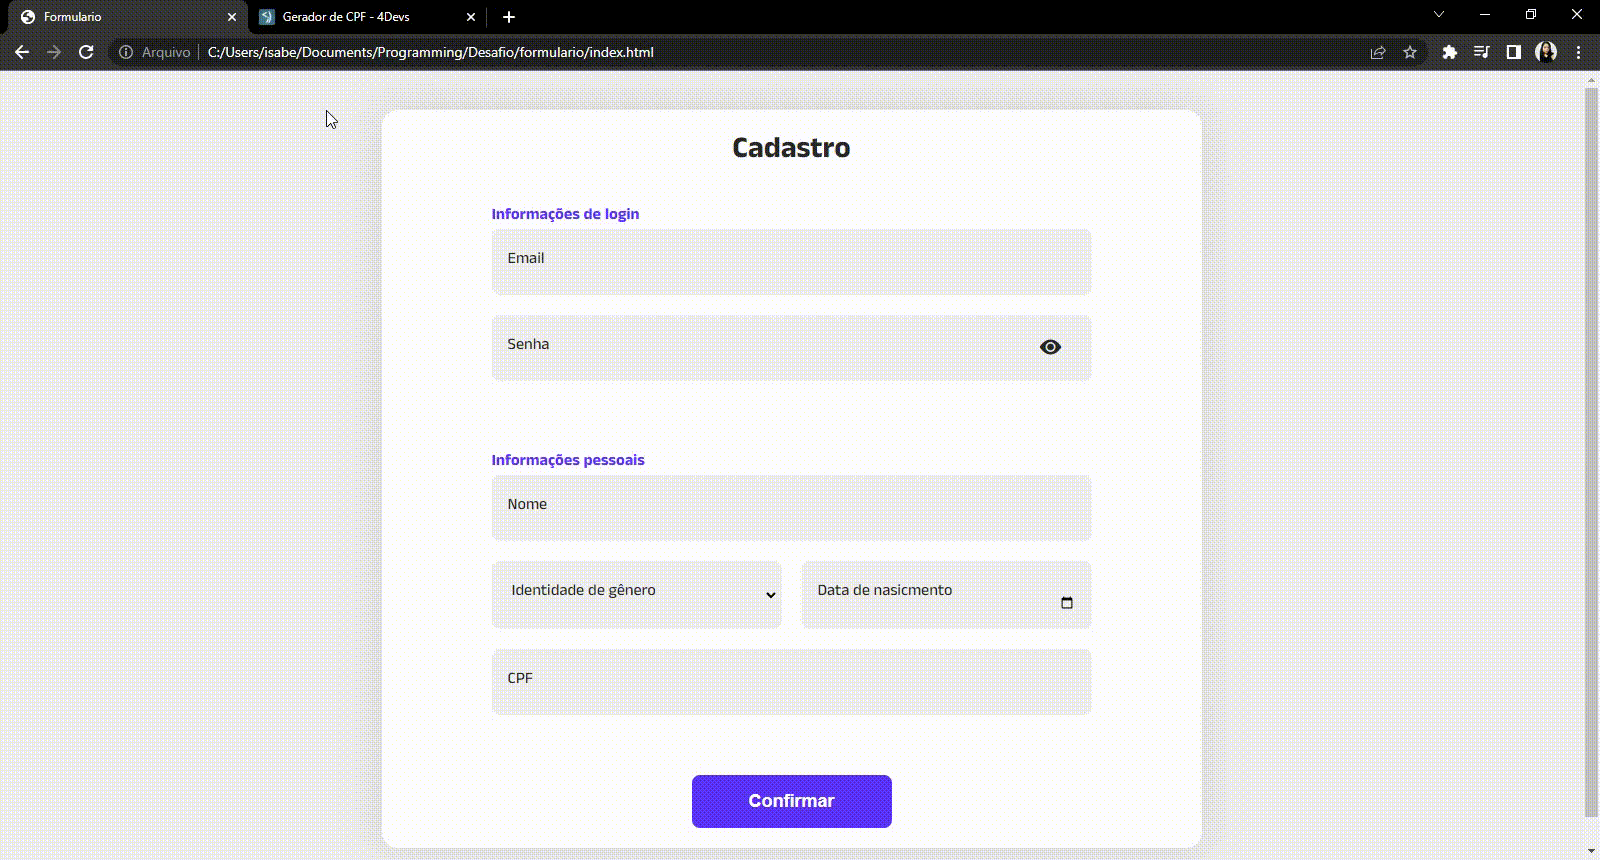 Formulario
Gerador de CPF - 4Devs
Arquivo
C:/Users/isabe/Documents/Programming/Desafio/formulario/index.html
Cadastro
Informações de login
Email
Senha
Informações pessoais
Nome
Identidade de gênero
Data de nasicmento
CPF
Confirmar